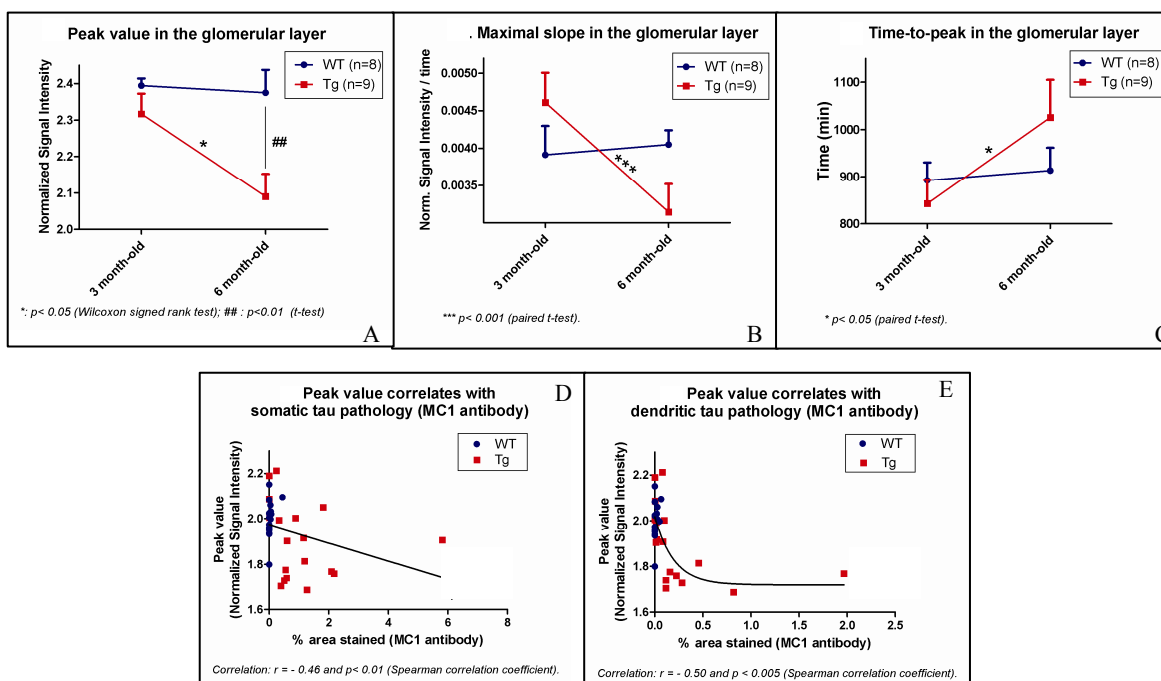 Peak value in the glomerular layer
WT (n=8)
Tg (n=9)
Normalized Signal Intensity
2.4
2.3
2.2
2.1
2.0
*
##
3 month-old
6 month-old
*: p< 0.05 (Wilcoxon signed rank test); ## : p<0.01 (t-test)
A
. Maximal slope in the glomerular layer
WT (n=8)
Tg (n=9)
Norm. Signal Intensity / time
0.0050
0.0045
0.0040
0.0035
***
3 month-old
6 month-old
*** p< 0.001 (paired t-test).
B
Time-to-peak in the glomerular layer
WT (n=8)
Tg (n=9)
Time (min)
1100
1000
900
800
*
3 month-old
6 month-old
* p< 0.05 (paired t-test).
C
Peak value correlates with
somatic tau pathology (MC1 antibody)
D
WT
Tg
Peak value
(Normalized Signal Intensity)
2.2
2.0
1.8
1.6
0
2
4
6
8
% area stained (MC1 antibody)
Correlation: r = - 0.46 and p< 0.01 (Spearman correlation coefficient).
Peak value correlates with
dendritic tau pathology (MC1 antibody)
E
WT
Tg
Peak value
(Normalized Signal Intensity)
2.2
2.0
1.8
1.6
0.0
0.5
1.0
1.5
2.0
2.5
% area stained (MC1 antibody)
Correlation: r = - 0.50 and p < 0.005 (Spearman correlation coefficient).